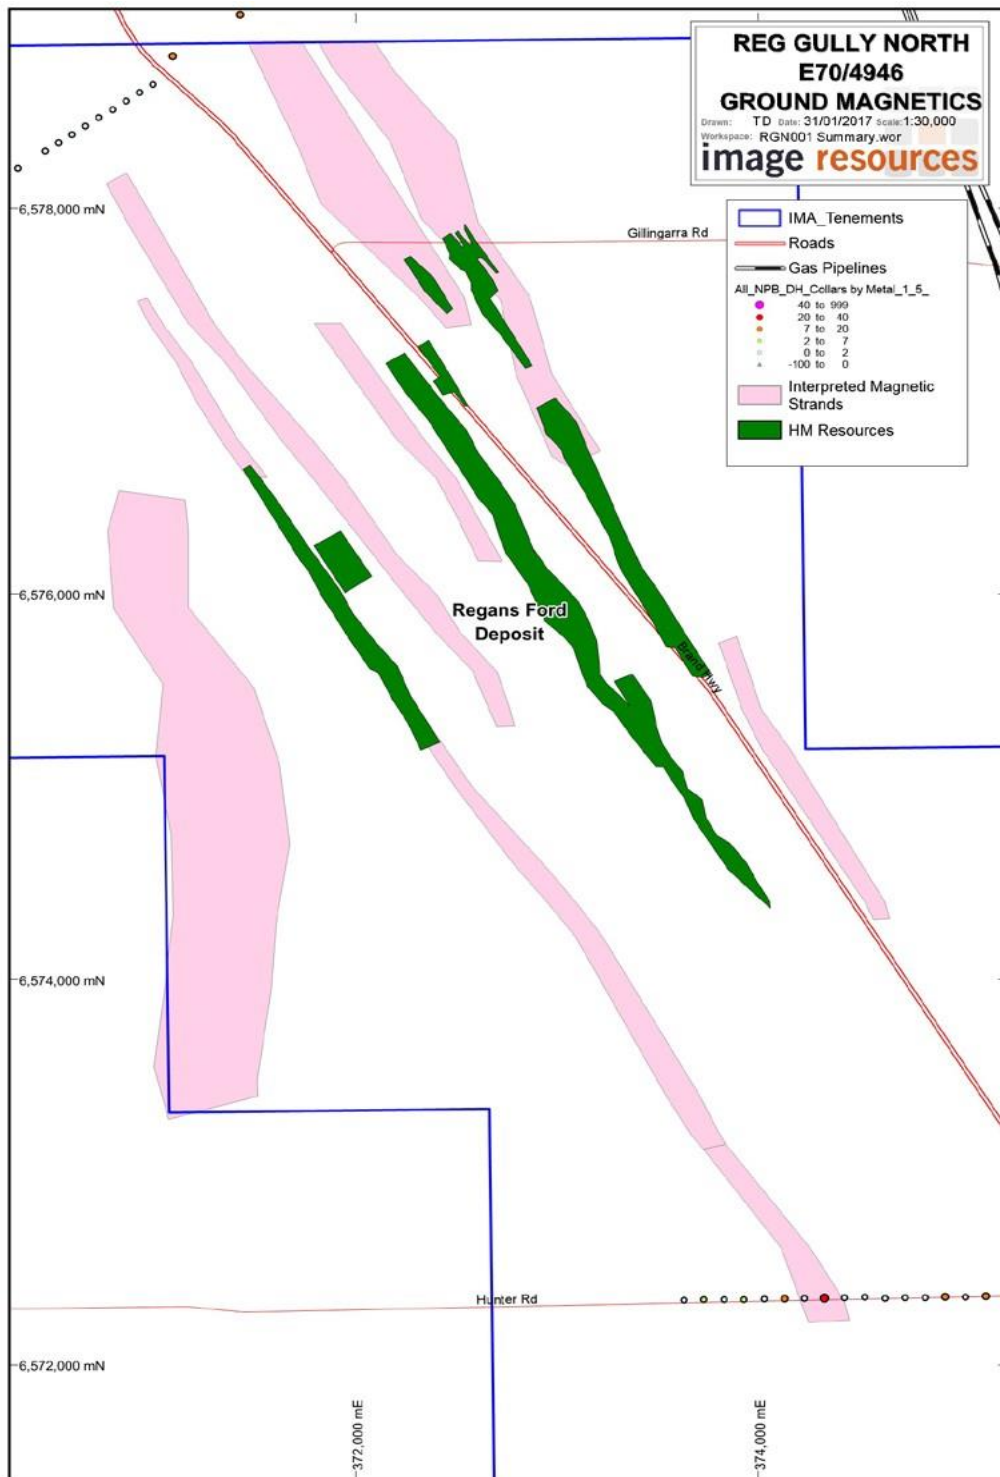 REG GULLY NORTH
E70/4946
GROUND MAGNETICS
Drawn: TD Date: 31/01/2017 Scale: 1:30,000
Workspace: RGN001 Summary.wor
image resources
6,578,000 mN
Gillingarra Rd
IMA_Tenements
Roads
Gas Pipelines
All_NPB_DH_Collars by Metal_1_5_
40 to 999
20 to 40
7 to 20
2 to 7
0 to 2
-100 to 0
Interpreted Magnetic
Strands
HM Resources
6,576,000 mN
Regans Ford
Deposit
Brand Hwy
6,574,000 mN
Hunter Rd
6,572,000 mN
372,000 mE
374,000 mE